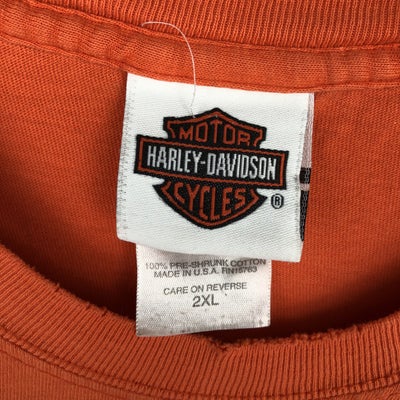 MOTOR
HARLEY-DAVIDSON
CYCLES ®
100% PRE-SHRUNK COTTON
MADE IN U.S.A. RN15763
CARE ON REVERSE
2XL